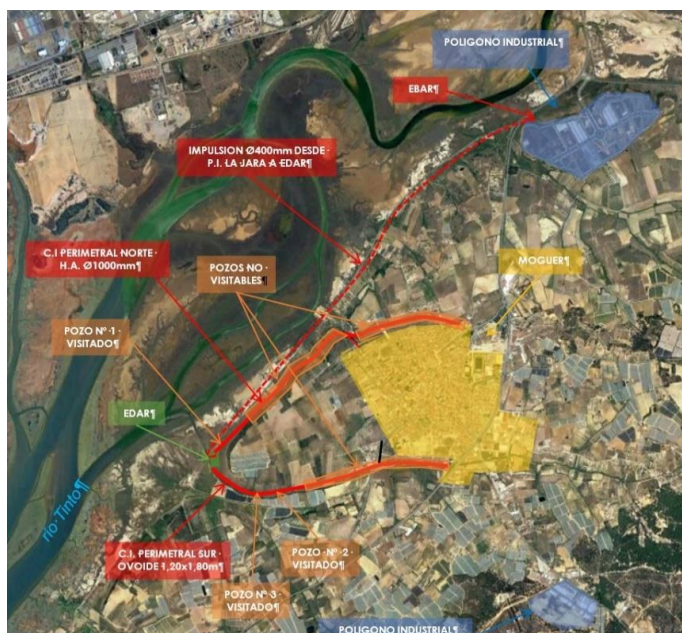 POLIGONO INDUSTRIAL¶
EBAR¶
IMPULSION Ø400mm DESDE·
P.I. LA JARA A EDAR¶
C.I PERIMETRAL NORTE·
H.A. Ø1000mm¶
POZOS NO·
VISITABLES¶
MOGUER¶
POZO Nº·1·
VISITADO¶
EDAR¶
río·Tinto¶
C.I. PERIMETRAL SUR·
OVOIDE 1,20x1,80m¶
POZO·Nº·2·
VISITADO¶
POZO Nº 3·
VISITADO¶
POLIGONO INDUSTRIAL¶